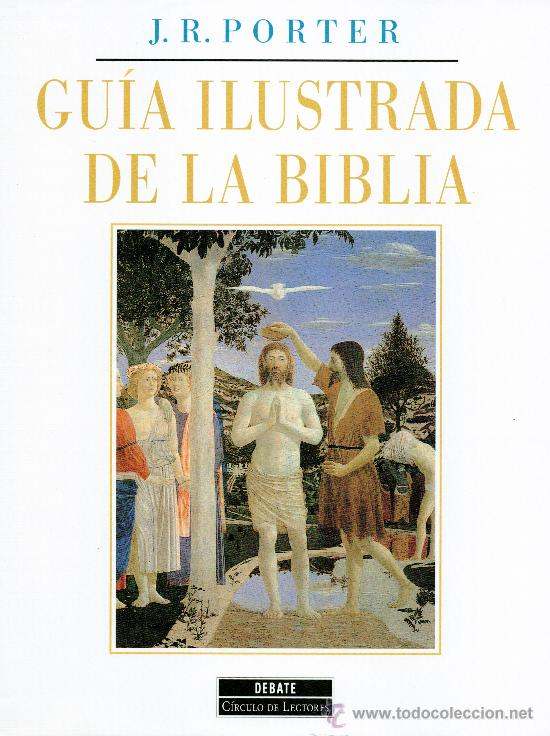 J. R. PORTER
GUÍA ILUSTRADA
DE LA BIBLIA
DEBATE
CÍRCULO DE LECTORES
www.todocoleccion.net